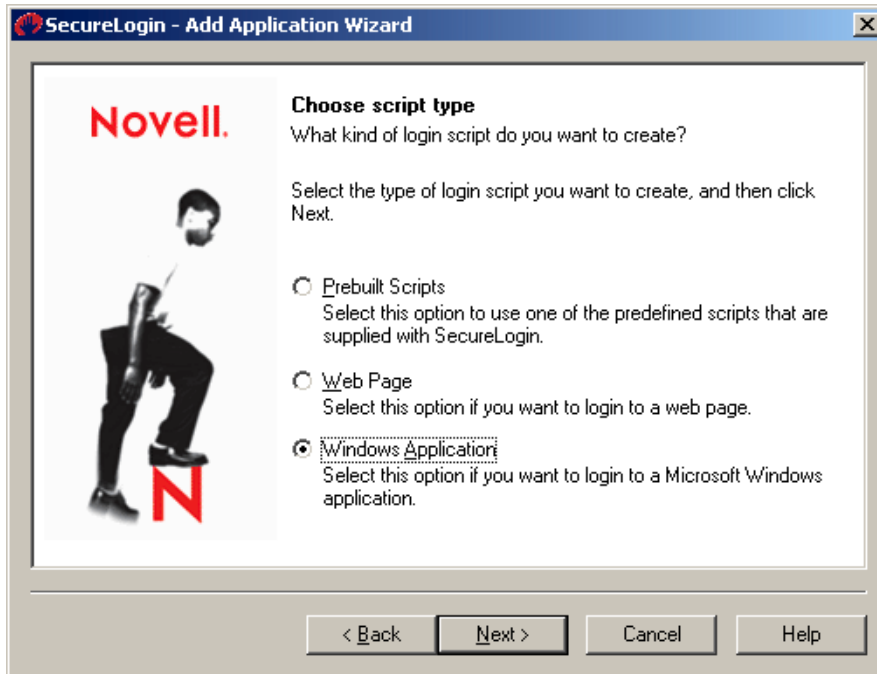 SecureLogin - Add Application Wizard
Novell.
N
Choose script type
What kind of login script do you want to create?
Select the type of login script you want to create, and then click
Next.
Prebuilt Scripts
Select this option to use one of the predefined scripts that are
supplied with SecureLogin.
Web Page
Select this option if you want to login to a web page.
Windows Application
Select this option if you want to login to a Microsoft Windows
application.
< Back
Next >
Cancel
Help